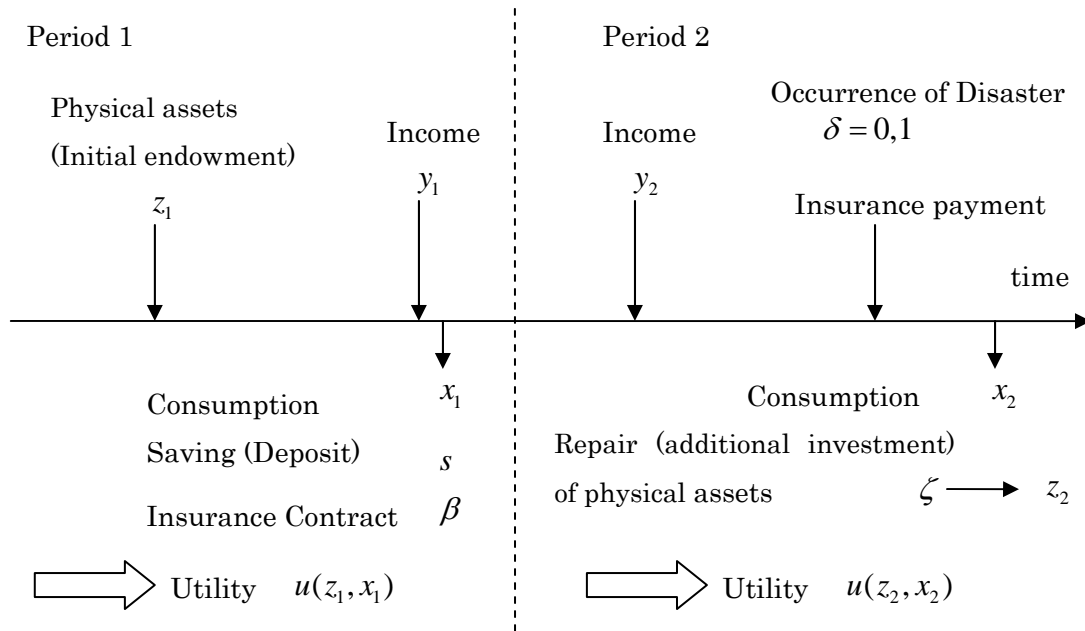 Period 1
Physical assets
(Initial endowment)
z₁
Income
y₁
x₁
Consumption
Saving (Deposit) s
Insurance Contract β
Utility u(z₁, x₁)
Period 2
Income
y₂
Occurrence of Disaster
δ = 0,1
Insurance payment
time
Consumption x₂
Repair (additional investment)
of physical assets ζ → z₂
Utility u(z₂, x₂)